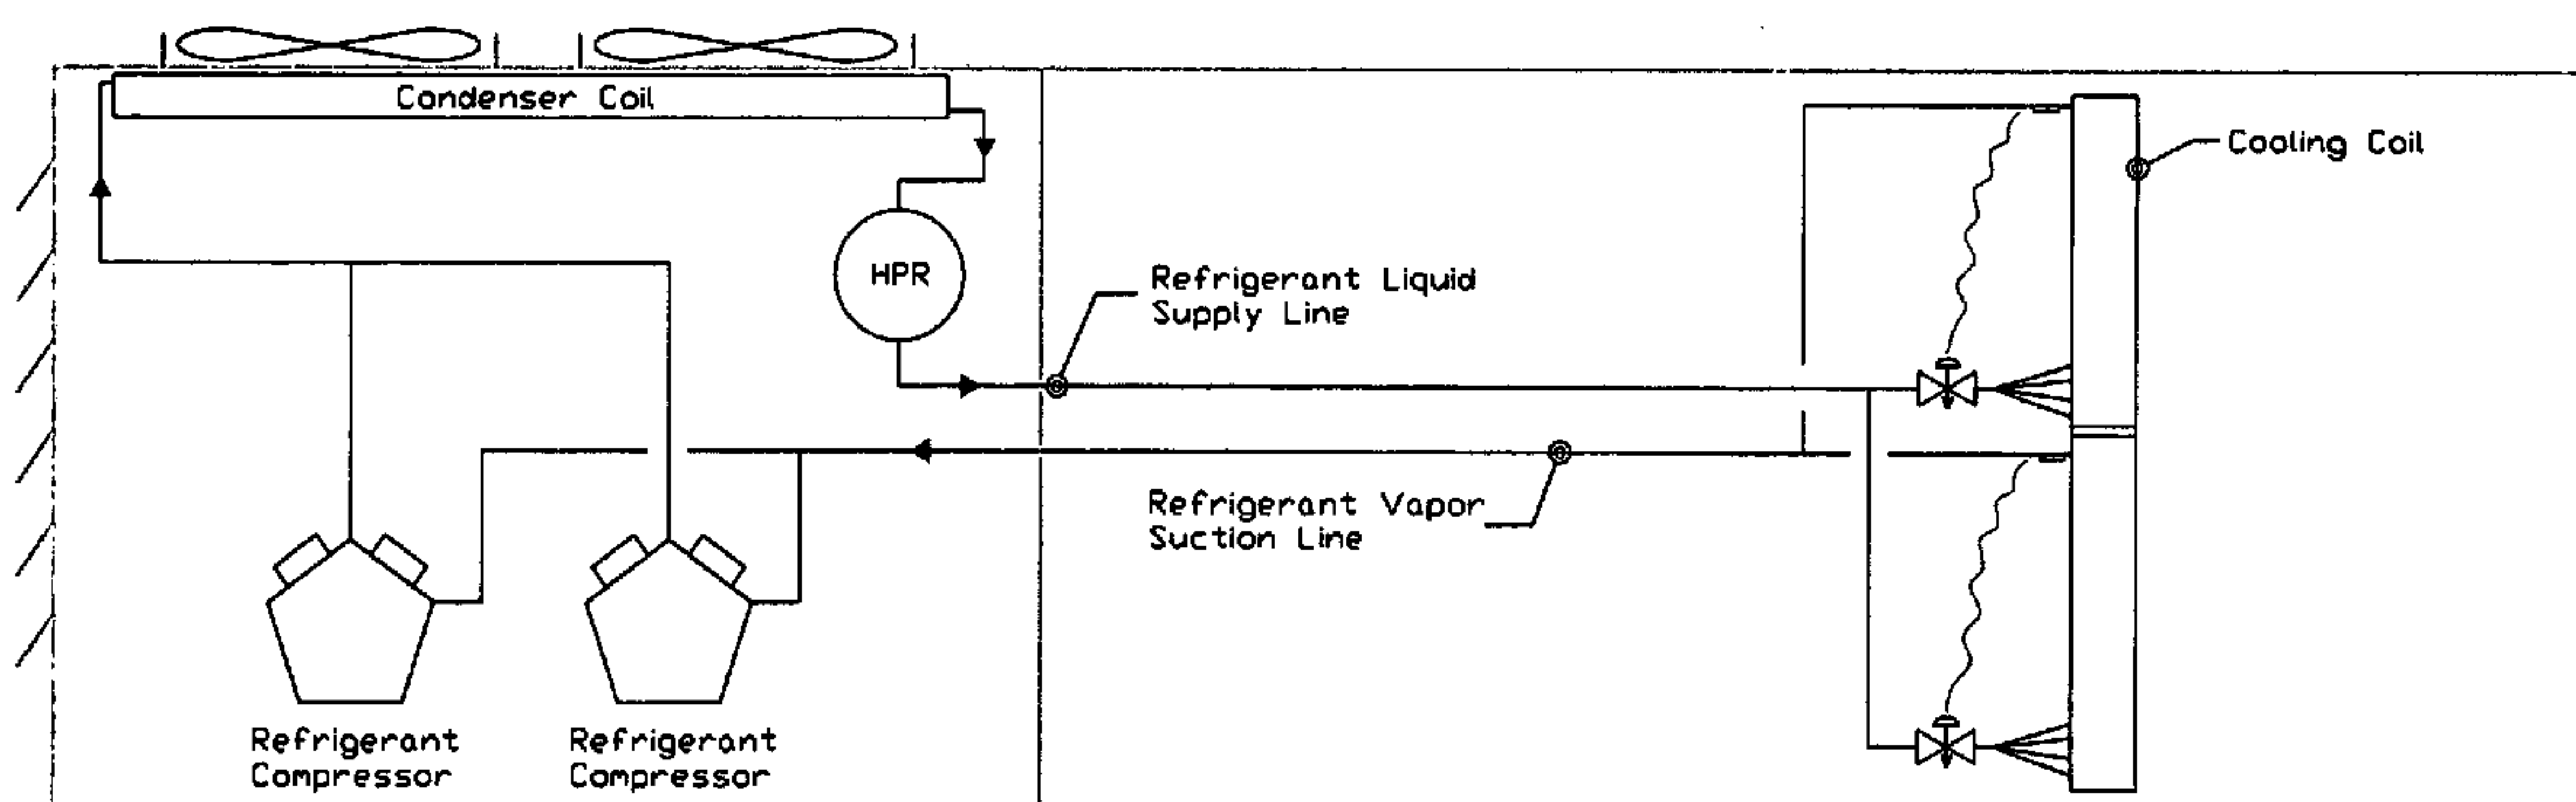 Condenser Coil
Cooling Coil
HPR
Refrigerant Liquid
Supply Line
Refrigerant Vapor
Suction Line
Refrigerant
Compressor
Refrigerant
Compressor